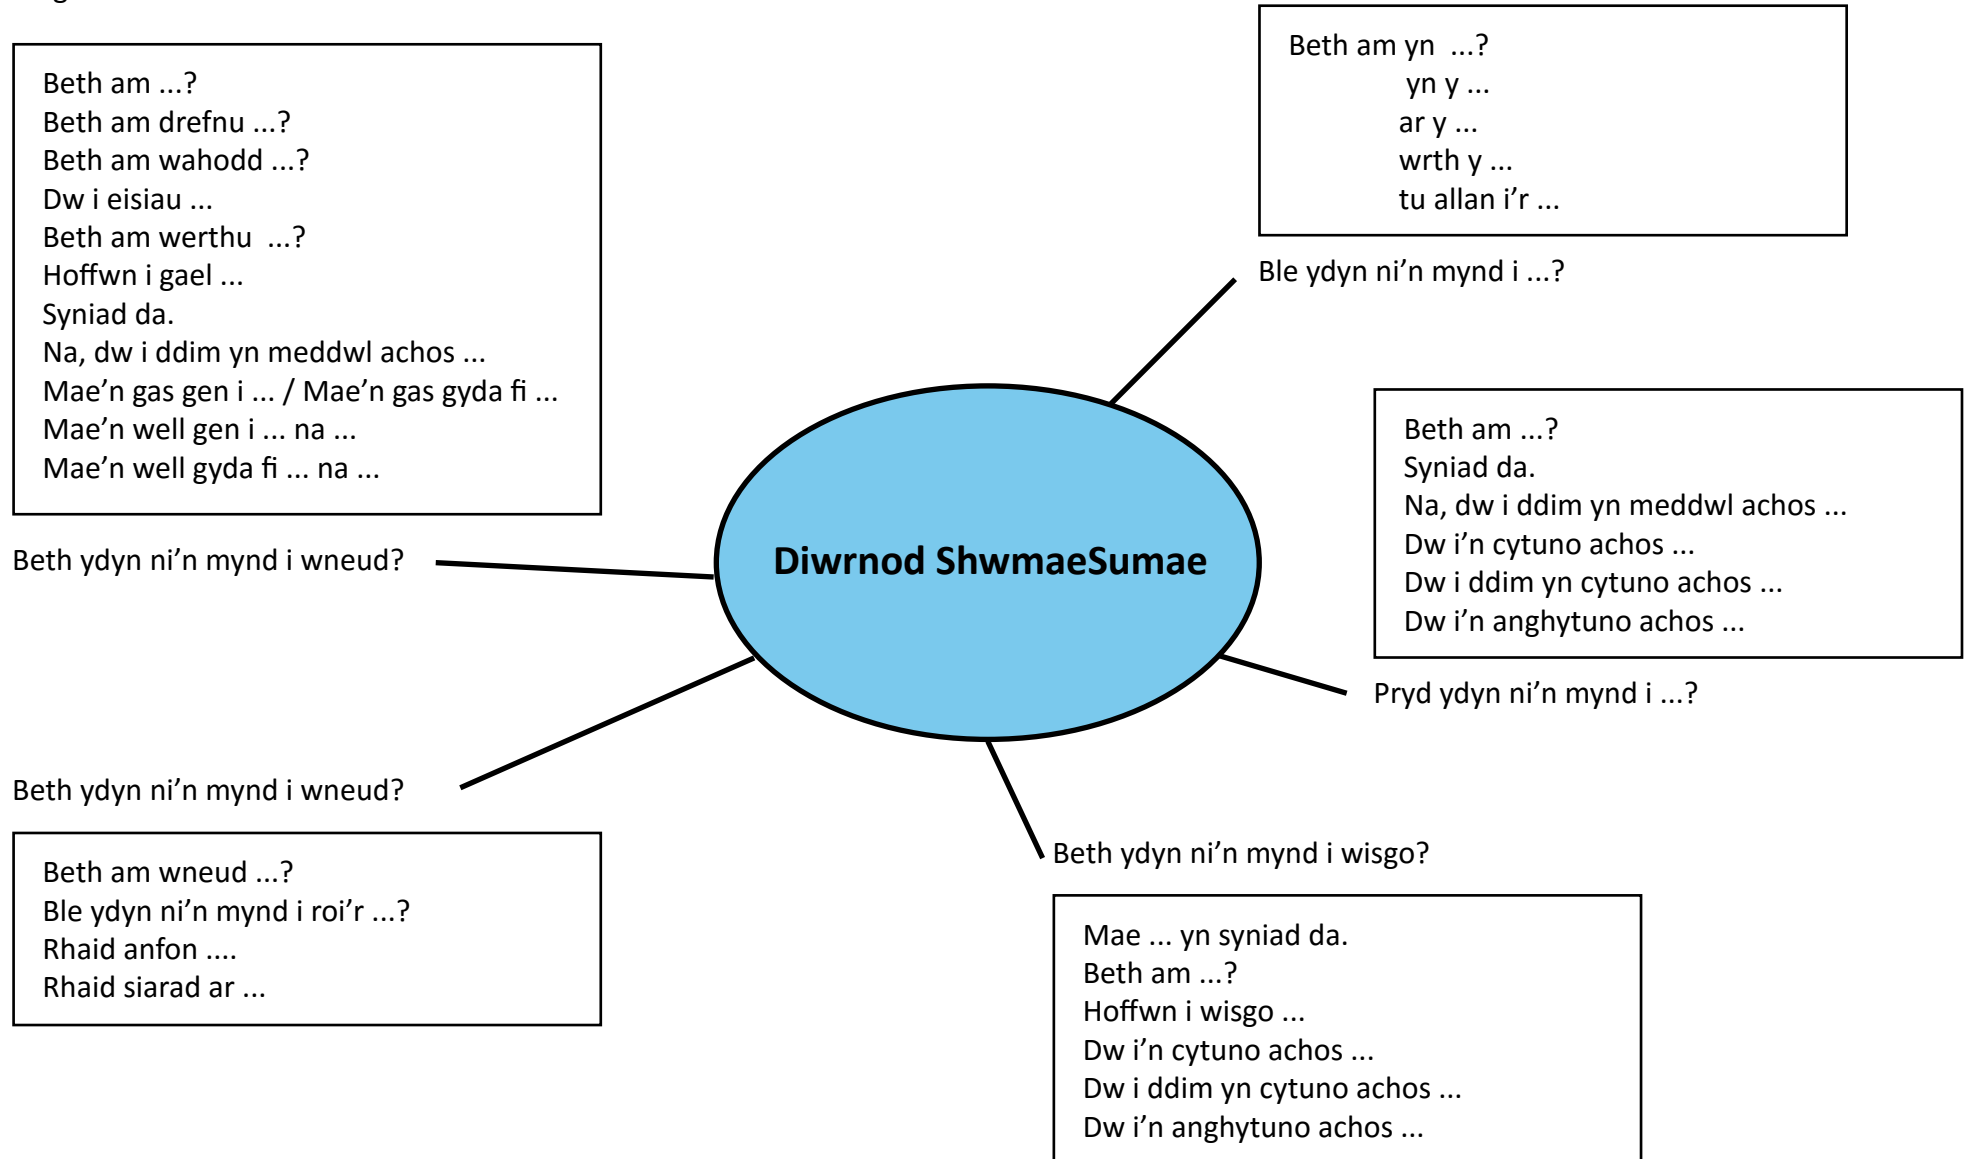 Beth am ...?
Beth am drefnu ...?
Beth am wahodd ...?
Dw i eisiau ...
Beth am werthu ...?
Hoffwn i gael ...
Syniad da.
Na, dw i ddim yn meddwl achos ...
Mae’n gas gen i ... / Mae’n gas gyda fi ...
Mae’n well gen i ... na ...
Mae’n well gyda fi ... na ...
Beth ydyn ni’n mynd i wneud?
Beth am yn ...?
yn y ...
ar y ...
wrth y ...
tu allan i’r ...
Ble ydyn ni’n mynd i ...?
Diwrnod ShwmaeSumae
Beth am ...?
Syniad da.
Na, dw i ddim yn meddwl achos ...
Dw i’n cytuno achos ...
Dw i ddim yn cytuno achos ...
Dw i’n anghytuno achos ...
Pryd ydyn ni’n mynd i ...?
Beth ydyn ni’n mynd i wneud?
Beth am wneud ...?
Ble ydyn ni’n mynd i roi’r ...?
Rhaid anfon ....
Rhaid siarad ar ...
Beth ydyn ni’n mynd i wisgo?
Mae ... yn syniad da.
Beth am ...?
Hoffwn i wisgo ...
Dw i’n cytuno achos ...
Dw i ddim yn cytuno achos ...
Dw i’n anghytuno achos ...